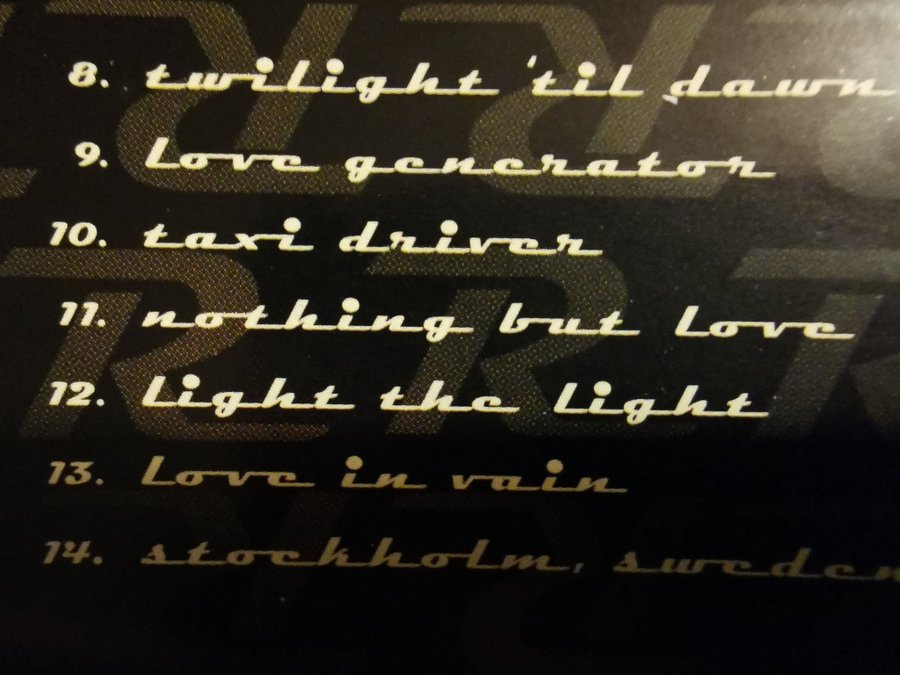 8. twilight 'til dawn
9. love generator
10. taxi driver
11. nothing but love
12. light the light
13. love in vain
14. stockholm, sweden